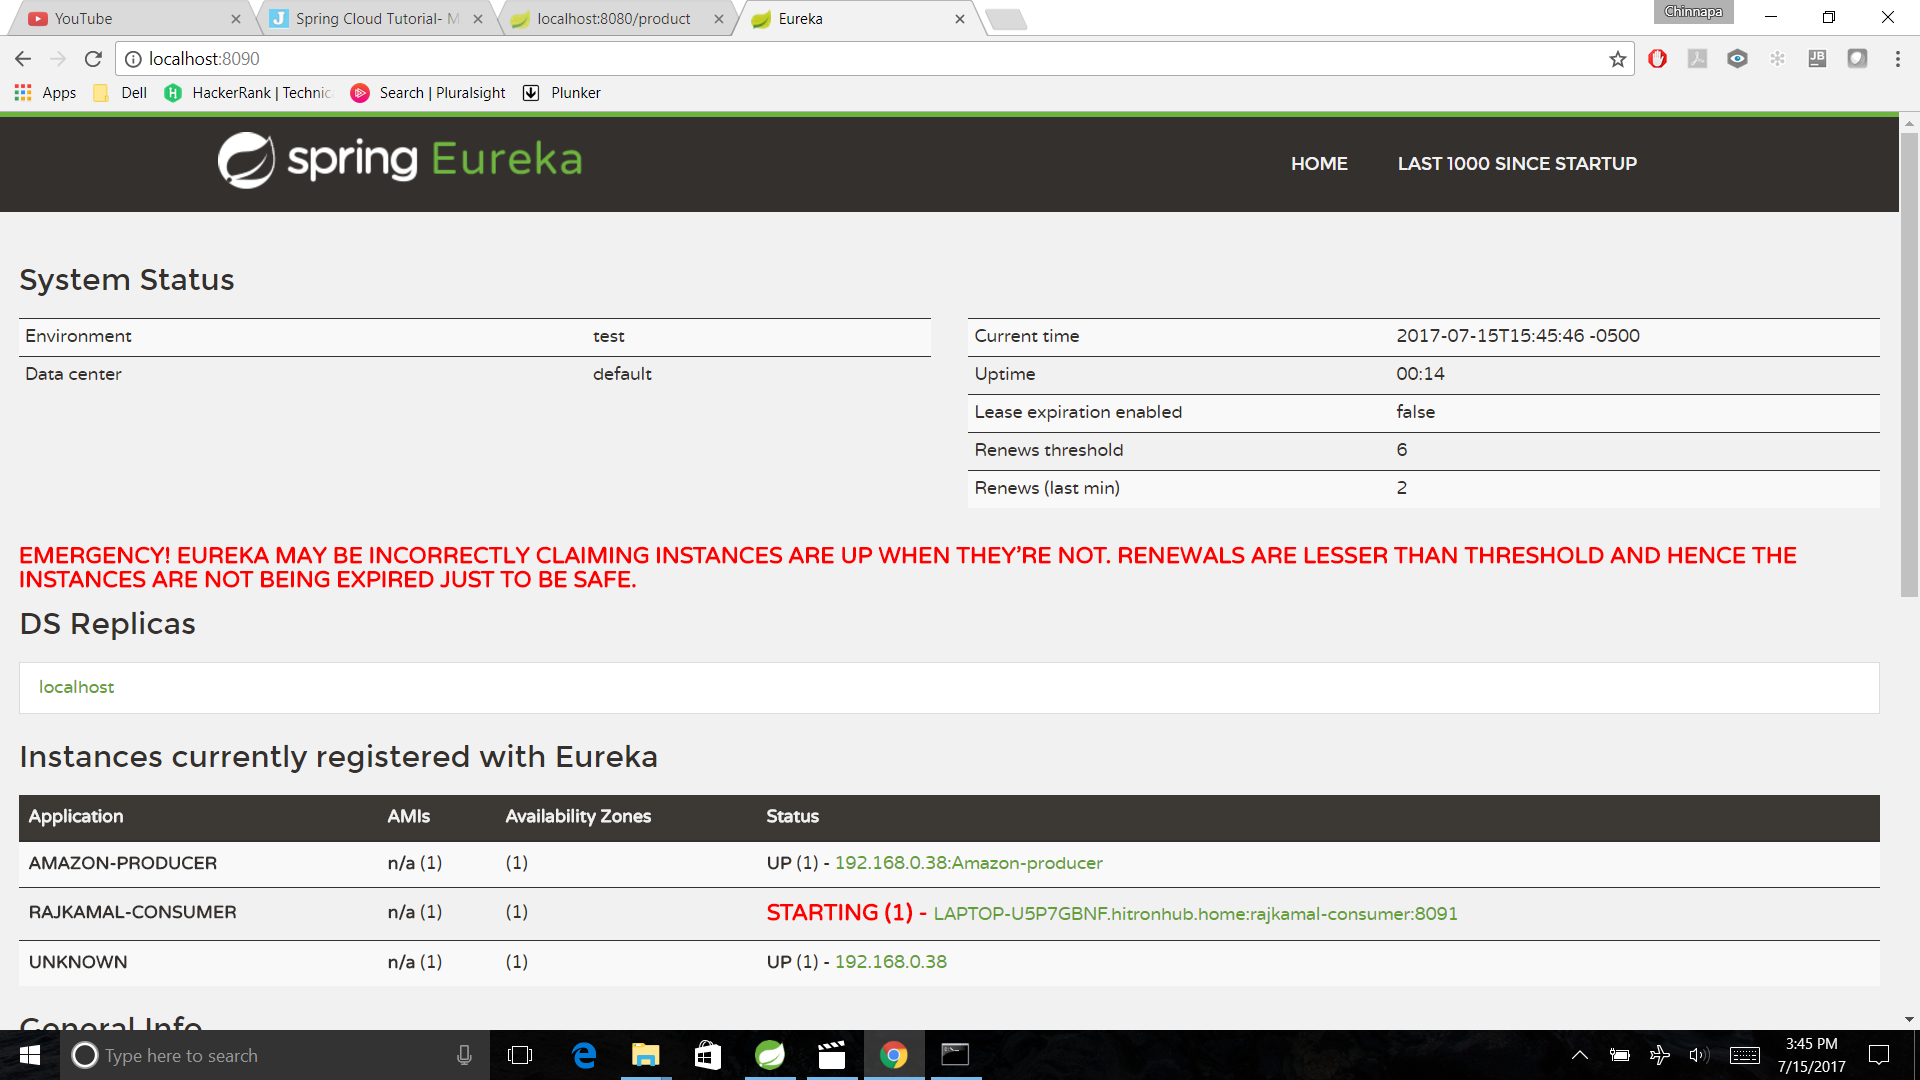 Chinnapa
YouTube
Spring Cloud Tutorial- M
localhost:8080/product
Eureka
localhost:8090
Apps
Dell
HackerRank | Technic
Search | Pluralsight
Plunker
JB
spring Eureka
HOME
LAST 1000 SINCE STARTUP
System Status
Environment test
Data center default
Current time 2017-07-15T15:45:46 -0500
Uptime 00:14
Lease expiration enabled false
Renews threshold 6
Renews (last min) 2
EMERGENCY! EUREKA MAY BE INCORRECTLY CLAIMING INSTANCES ARE UP WHEN THEY'RE NOT. RENEWALS ARE LESSER THAN THRESHOLD AND HENCE THE
INSTANCES ARE NOT BEING EXPIRED JUST TO BE SAFE.
DS Replicas
localhost
Instances currently registered with Eureka
Application AMIs Availability Zones Status
AMAZON-PRODUCER n/a (1) (1) UP (1) - 192.168.0.38:Amazon-producer
RAJKAMAL-CONSUMER n/a (1) (1) STARTING (1) - LAPTOP-U5P7GBNF.hitronhub.home:rajkamal-consumer:8091
UNKNOWN n/a (1) (1) UP (1) - 192.168.0.38
General Info
Type here to search
3:45 PM
7/15/2017